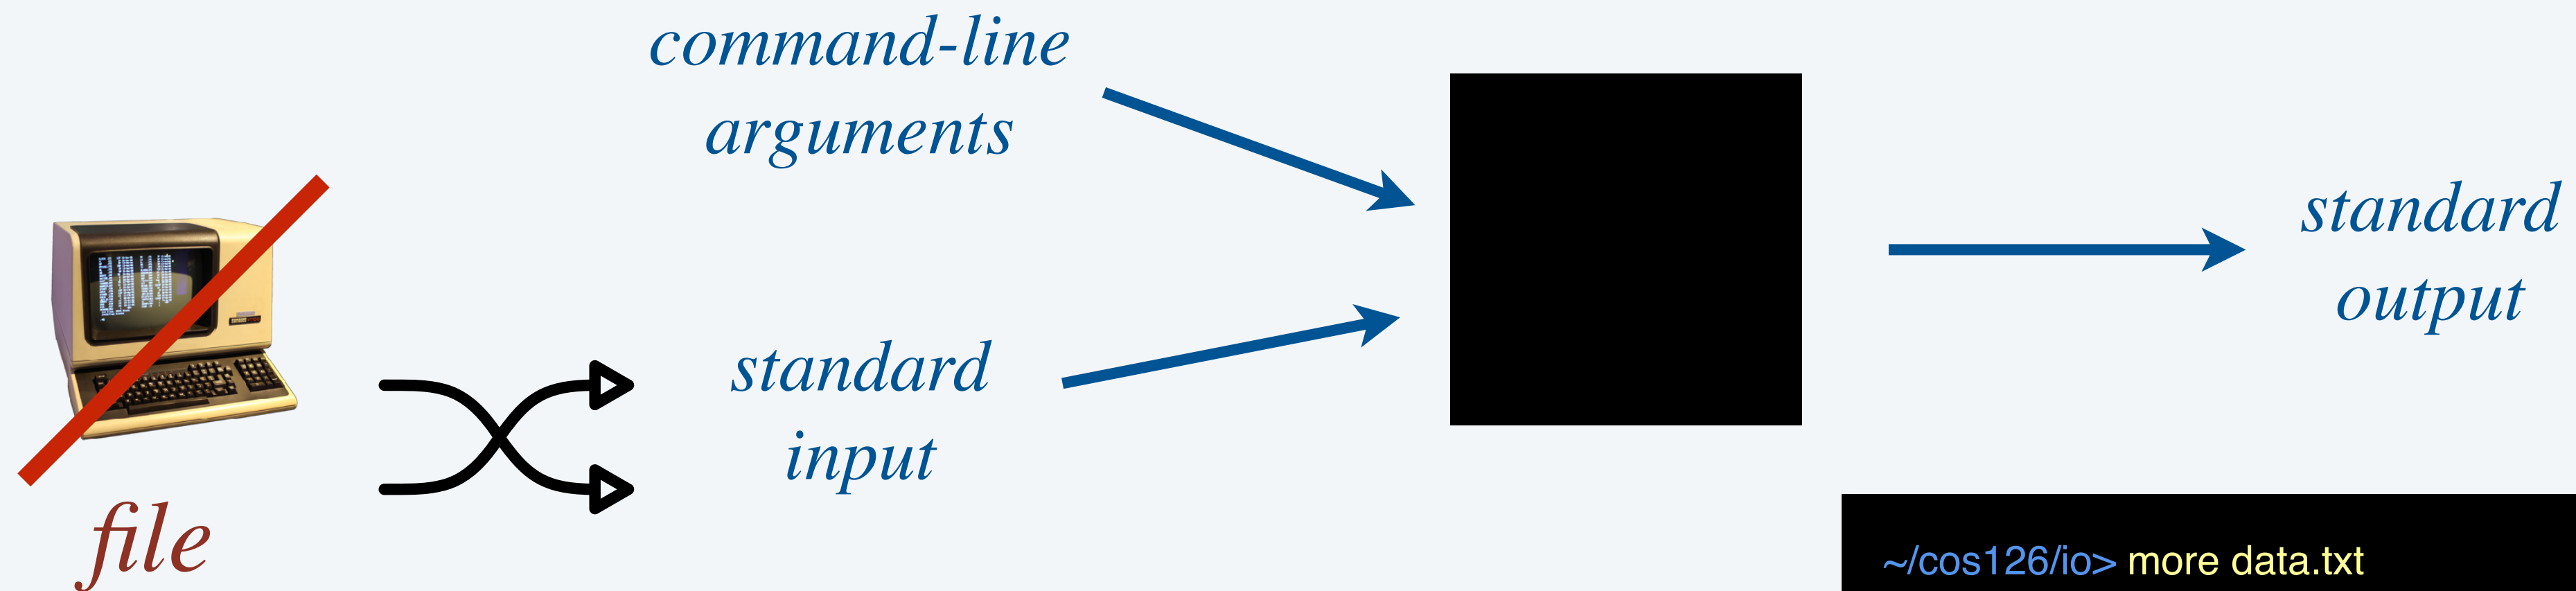 command-line
arguments
standard
input
file
standard
output
~/cos126/io> more data.txt